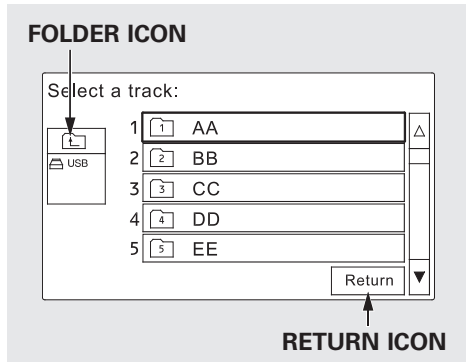 FOLDER ICON
Select a track:
1 1 AA
USB
2 2 BB
3 3 CC
4 4 DD
5 5 EE
Return
RETURN ICON